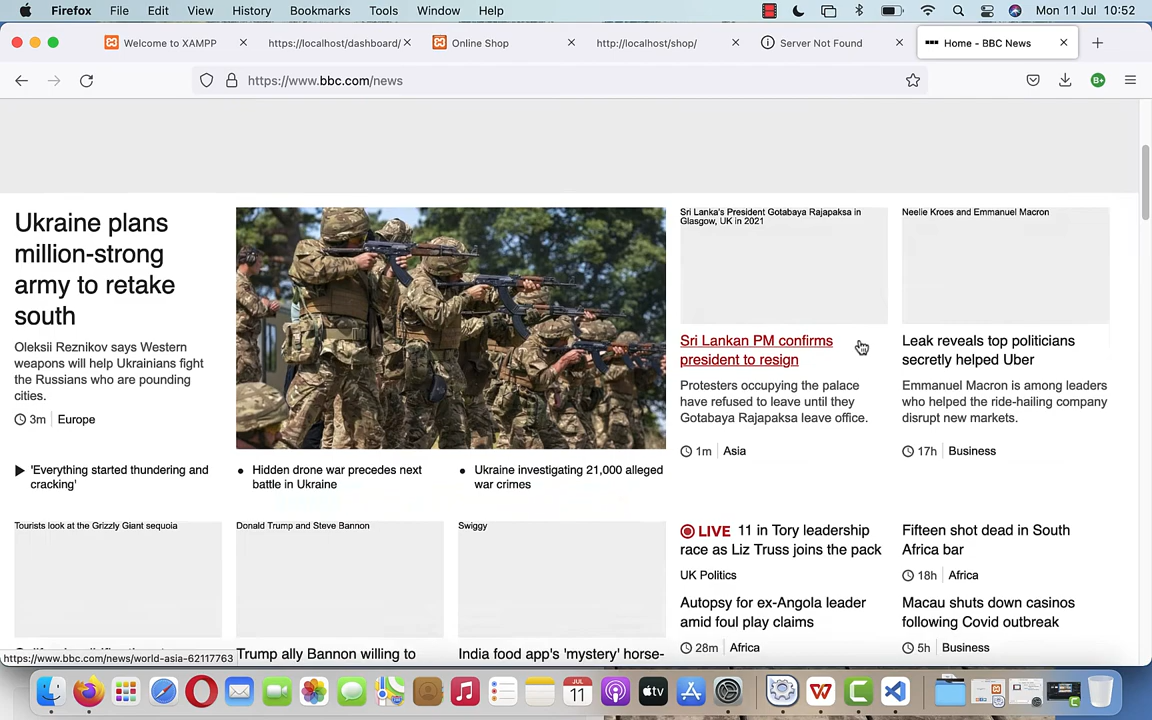 Firefox File Edit View History Bookmarks Tools Window Help Mon 11 Jul 10:52
Welcome to XAMPP https://localhost/dashboard/ Online Shop http://localhost/shop/ Server Not Found Home - BBC News
https://www.bbc.com/news
Ukraine plans
million-strong
army to retake
south
Oleksii Reznikov says Western
weapons will help Ukrainians fight
the Russians who are pounding
cities.
3m Europe
'Everything started thundering and
cracking'
Hidden drone war precedes next
battle in Ukraine
Ukraine investigating 21,000 alleged
war crimes
Sri Lanka's President Gotabaya Rajapaksa in
Glasgow, UK in 2021
Sri Lankan PM confirms
president to resign
Protesters occupying the palace
have refused to leave until they
Gotabaya Rajapaksa leave office.
1m Asia
Neelie Kroes and Emmanuel Macron
Leak reveals top politicians
secretly helped Uber
Emmanuel Macron is among leaders
who helped the ride-hailing company
disrupt new markets.
17h Business
Tourists look at the Grizzly Giant sequoia
Donald Trump and Steve Bannon
Trump ally Bannon willing to
Swiggy
India food app's 'mystery' horse-
LIVE 11 in Tory leadership
race as Liz Truss joins the pack
UK Politics
Autopsy for ex-Angola leader
amid foul play claims
28m Africa
Fifteen shot dead in South
Africa bar
18h Africa
Macau shuts down casinos
following Covid outbreak
5h Business
https://www.bbc.com/news/world-asia-62117763
JUL
11
tv